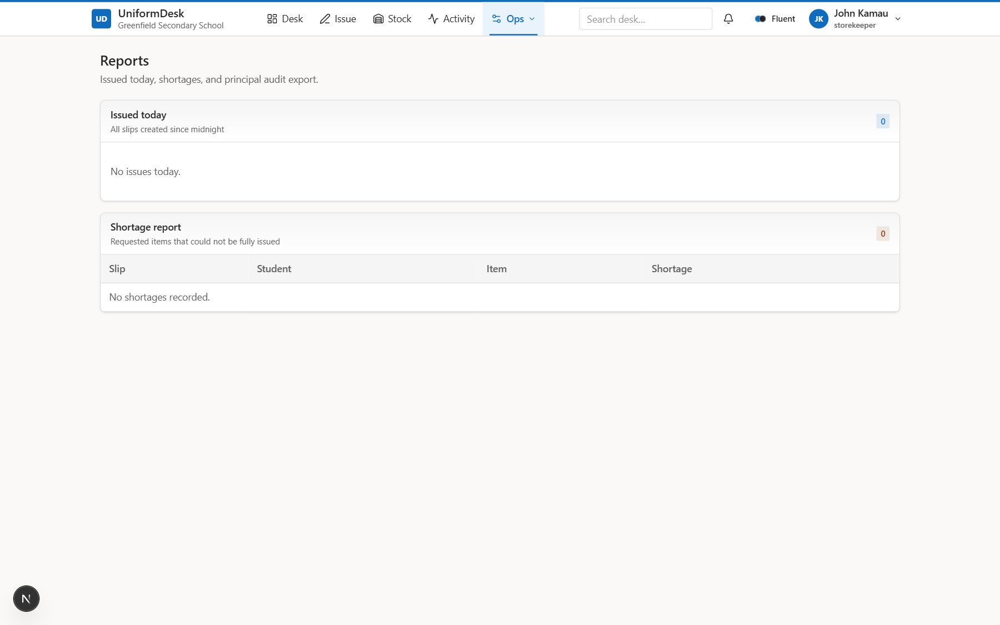 UD
UniformDesk
Greenfield Secondary School
Desk
Issue
Stock
Activity
Ops
Search desk...
Fluent
JK
John Kamau
storekeeper
Reports
Issued today, shortages, and principal audit export.
Issued today
All slips created since midnight
0
No issues today.
Shortage report
Requested items that could not be fully issued
0
Slip Student Item Shortage
No shortages recorded.
N